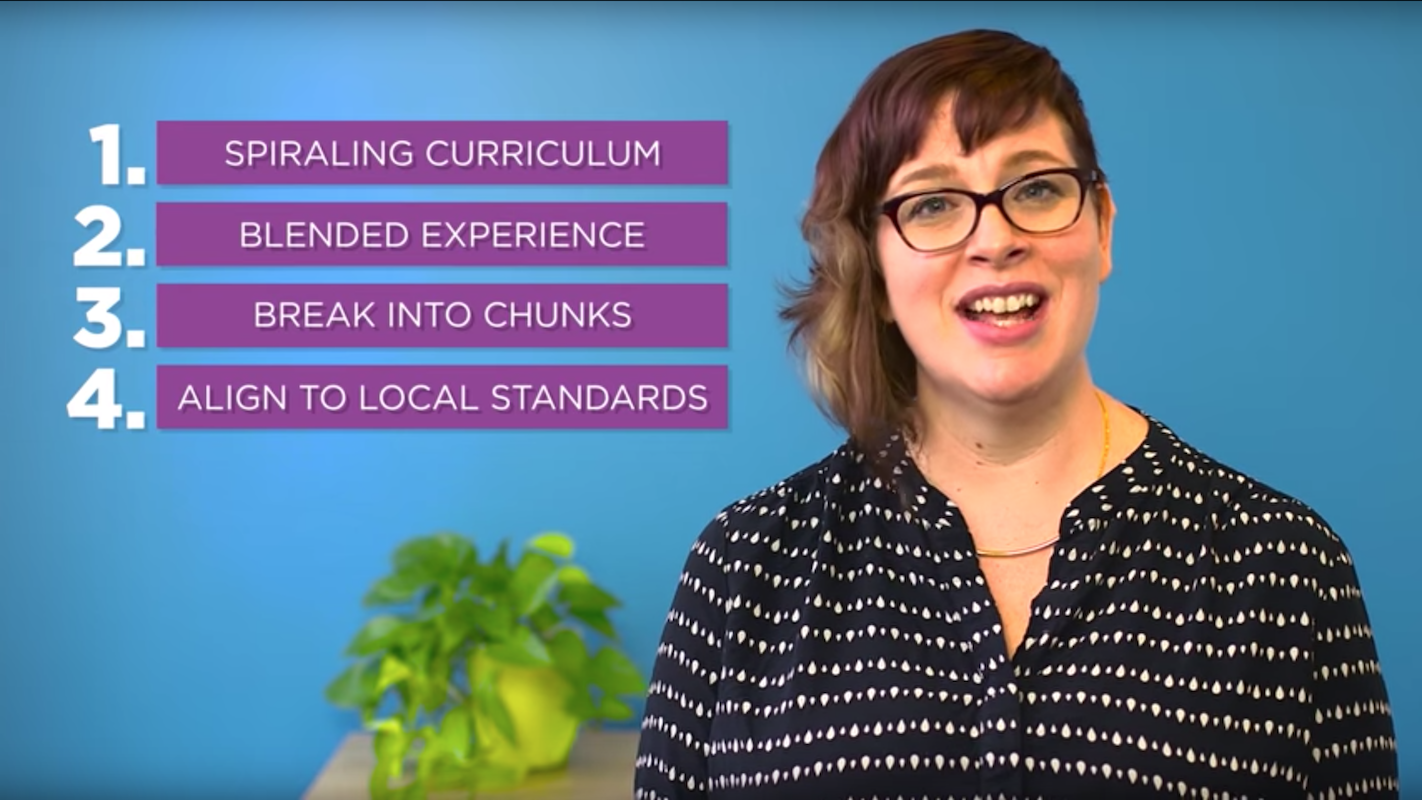 1. SPIRALING CURRICULUM
2. BLENDED EXPERIENCE
3. BREAK INTO CHUNKS
4. ALIGN TO LOCAL STANDARDS